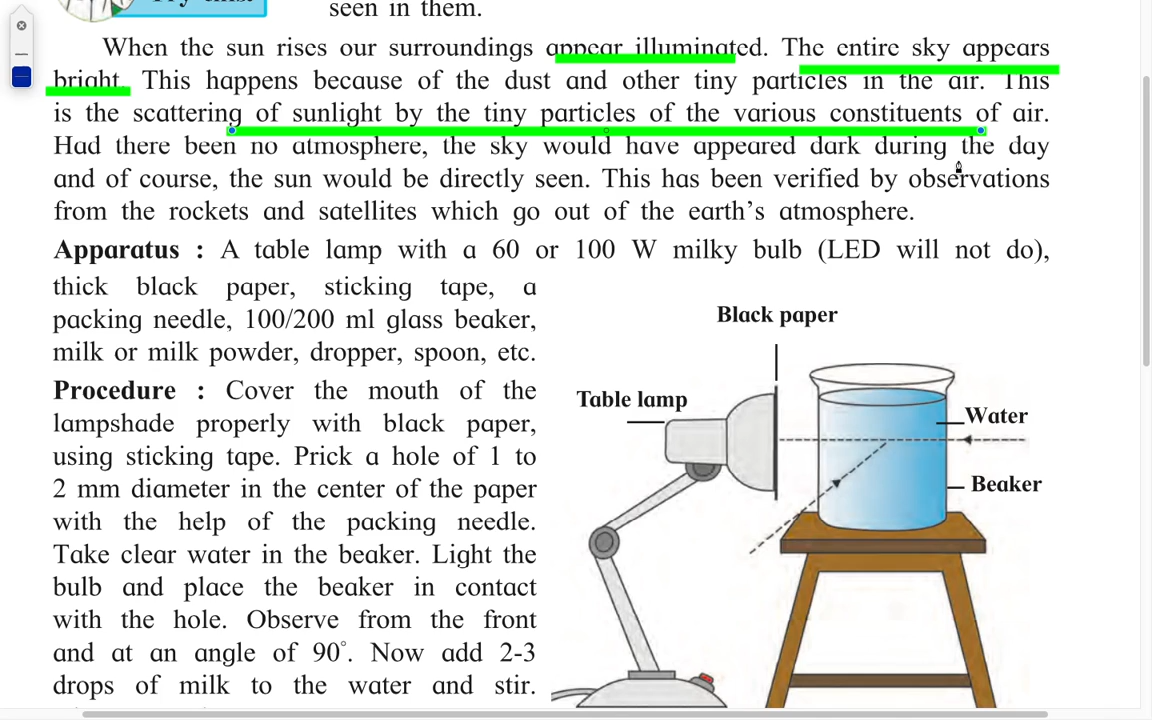 seen in them.
When the sun rises our surroundings appear illuminated. The entire sky appears
bright. This happens because of the dust and other tiny particles in the air. This
is the scattering of sunlight by the tiny particles of the various constituents of air.
Had there been no atmosphere, the sky would have appeared dark during the day
and of course, the sun would be directly seen. This has been verified by observations
from the rockets and satellites which go out of the earth's atmosphere.
Apparatus : A table lamp with a 60 or 100 W milky bulb (LED will not do),
thick black paper, sticking tape, a
packing needle, 100/200 ml glass beaker,
milk or milk powder, dropper, spoon, etc.
Procedure : Cover the mouth of the
lampshade properly with black paper,
using sticking tape. Prick a hole of 1 to
2 mm diameter in the center of the paper
with the help of the packing needle.
Take clear water in the beaker. Light the
bulb and place the beaker in contact
with the hole. Observe from the front
and at an angle of 90°. Now add 2-3
drops of milk to the water and stir.
Black paper
Table lamp
Water
Beaker